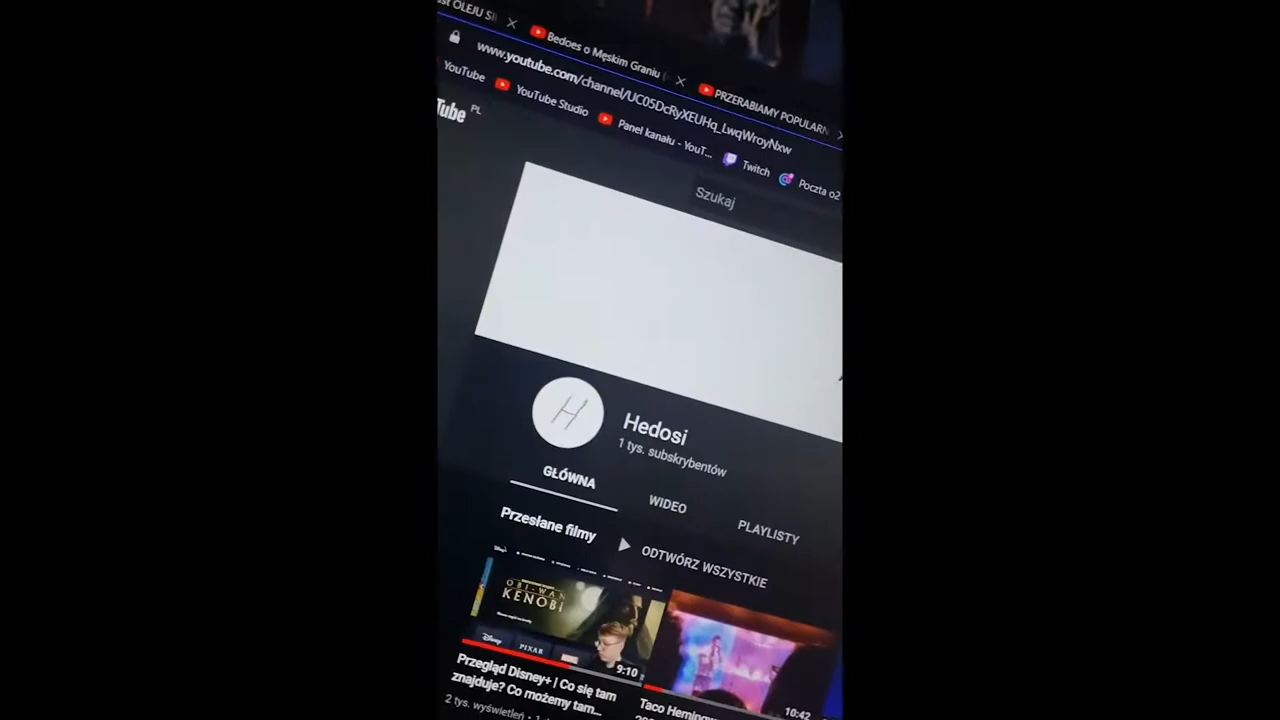 OLEJU
Bedoes o Męskim Graniu
PRZERABIAMY POPULARN
www.youtube.com/channel/UC05DcRyXEUHq_LwqWroyNxw
YouTube
YouTube Studio
Panel kanału - YouT...
Twitch
Poczta o2
Tube PL
Szukaj
H
Hedosi
1 tys. subskrybentów
GŁÓWNA
WIDEO
PLAYLISTY
Przesłane filmy
ODTWÓRZ WSZYSTKIE
OBI-WAN
KENOBI
Disney
PIXAR
9:10
10:42
Przegląd Disney+ | Co się tam
znajduje? Co możemy tam...
2 tys. wyświetleń
Taco Hemingw